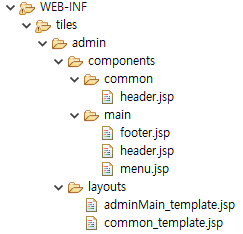 WEB-INF
tiles
admin
components
common
header.jsp
main
footer.jsp
header.jsp
menu.jsp
layouts
adminMain_template.jsp
common_template.jsp